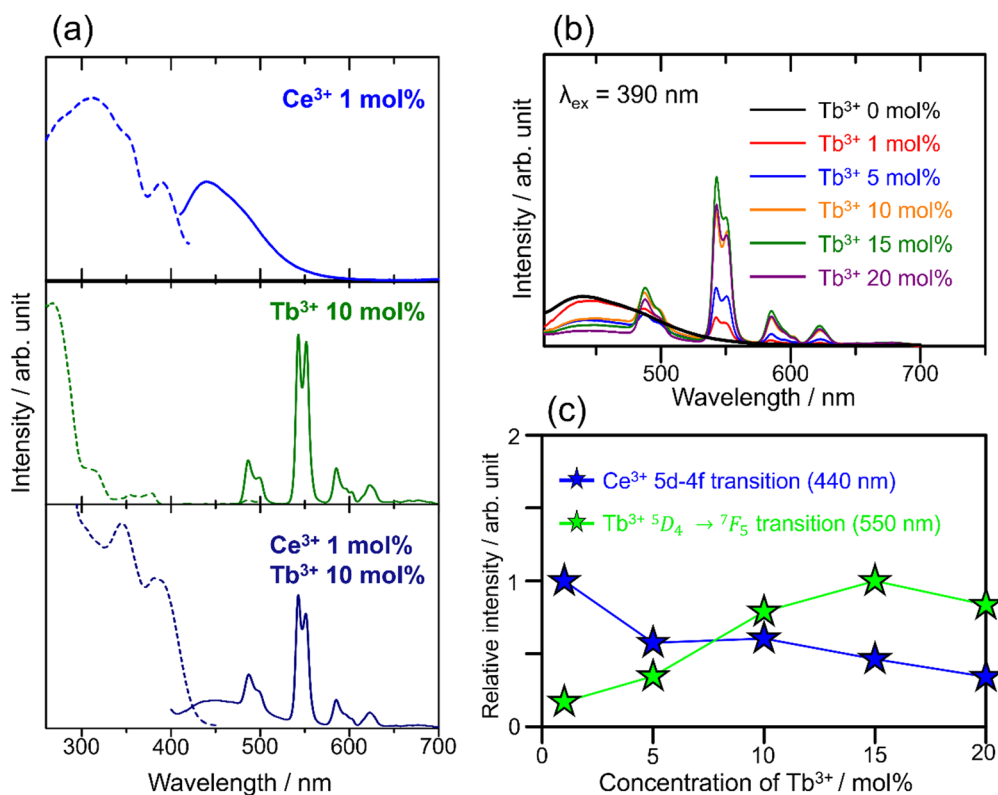 (a)
Ce³⁺ 1 mol%
Tb³⁺ 10 mol%
Ce³⁺ 1 mol%
Tb³⁺ 10 mol%
Intensity / arb. unit
300 400 500 600 700
Wavelength / nm
(b)
λex = 390 nm
Tb³⁺ 0 mol%
Tb³⁺ 1 mol%
Tb³⁺ 5 mol%
Tb³⁺ 10 mol%
Tb³⁺ 15 mol%
Tb³⁺ 20 mol%
Intensity / arb. unit
500 600 700
Wavelength / nm
(c)
2
Ce³⁺ 5d-4f transition (440 nm)
Tb³⁺ ⁵D₄ → ⁷F₅ transition (550 nm)
1
0
Relative intensity / arb. unit
0 5 10 15 20
Concentration of Tb³⁺ / mol%